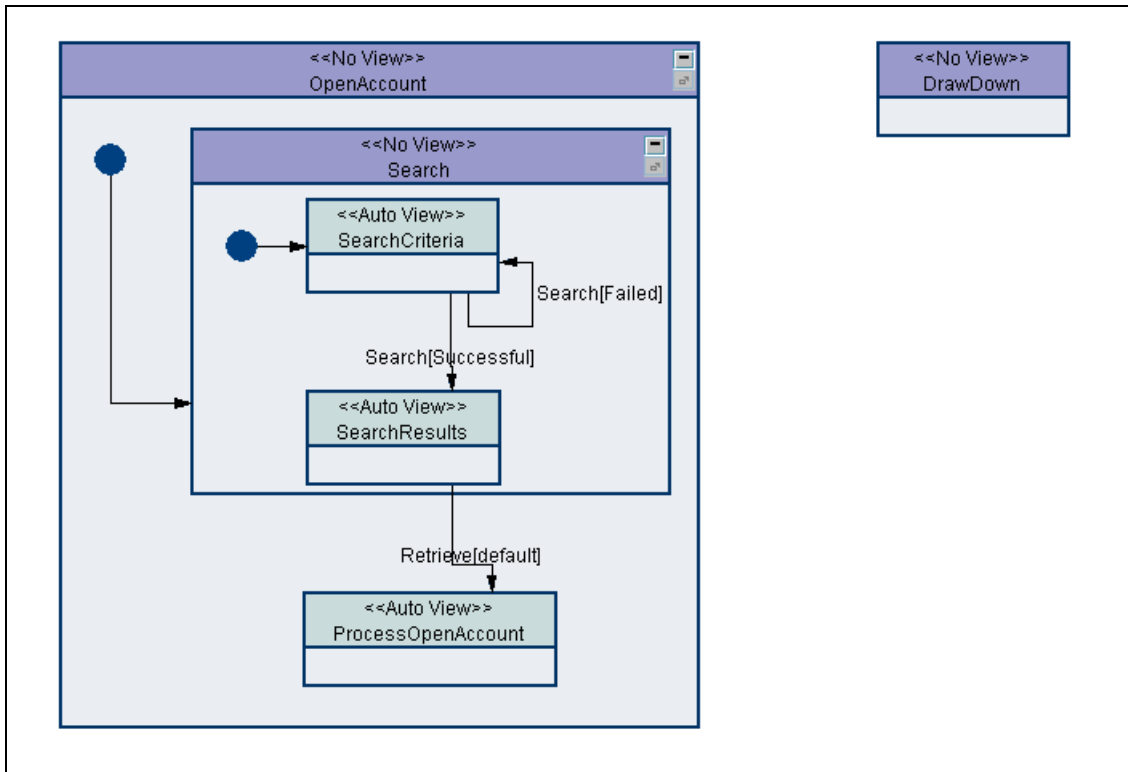 <<No View>>
OpenAccount
<<No View>>
DrawDown
<<No View>>
Search
<<Auto View>>
SearchCriteria
Search[Failed]
Search[Successful]
<<Auto View>>
SearchResults
Retrieve[default]
<<Auto View>>
ProcessOpenAccount